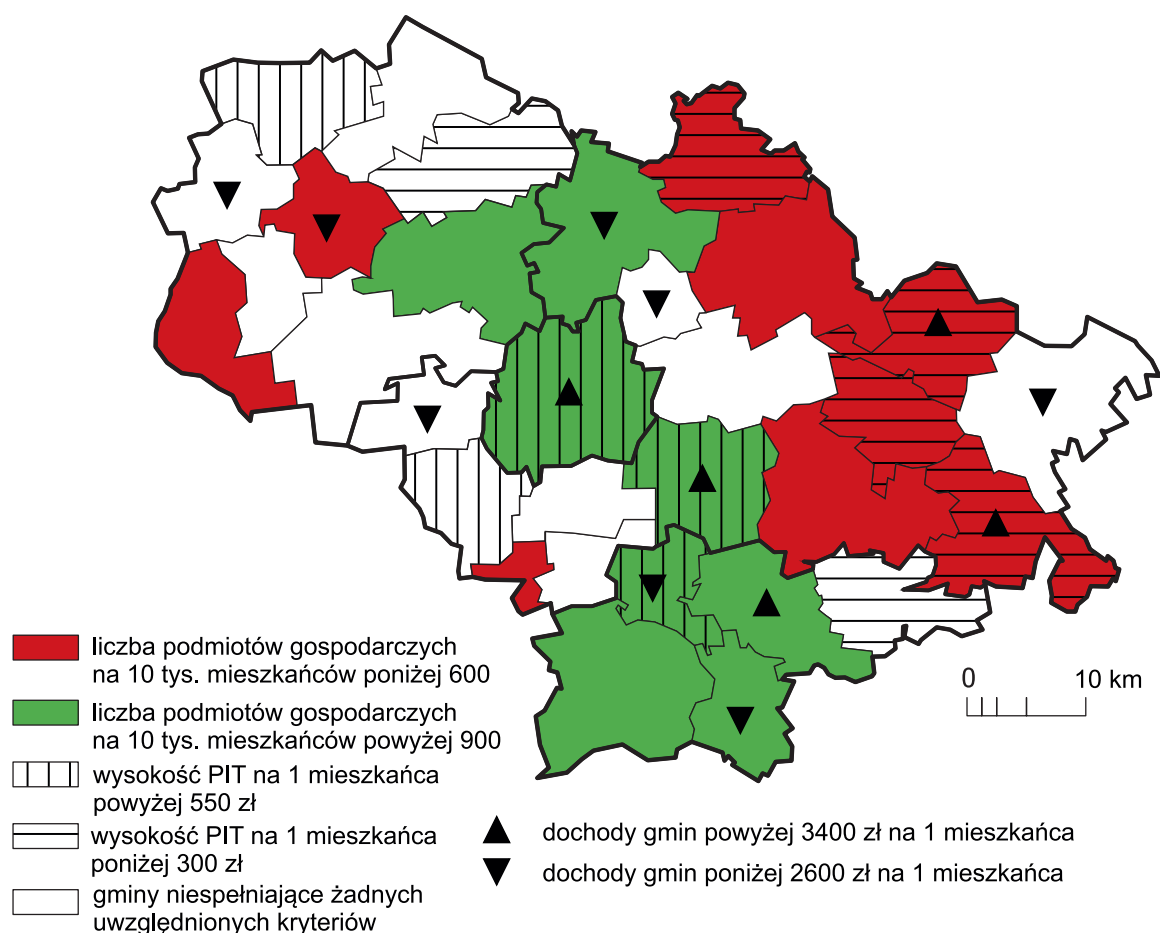 liczba podmiotów gospodarczych
na 10 tys. mieszkańców poniżej 600
liczba podmiotów gospodarczych
na 10 tys. mieszkańców powyżej 900
wysokość PIT na 1 mieszkańca
powyżej 550 zł
wysokość PIT na 1 mieszkańca
poniżej 300 zł
gminy niespełniające żadnych
uwzględnionych kryteriów
0 10 km
dochody gmin powyżej 3400 zł na 1 mieszkańca
dochody gmin poniżej 2600 zł na 1 mieszkańca